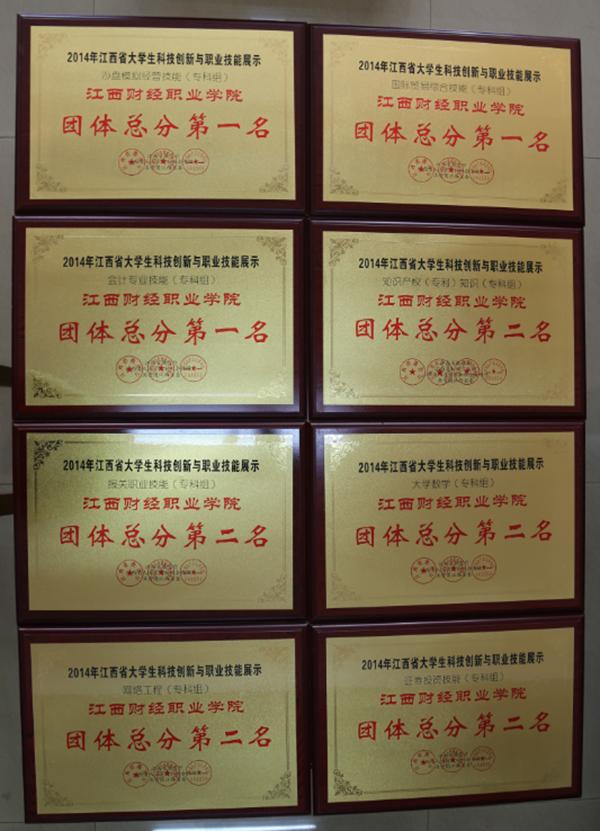 2014年江西省大学生科技创新与职业技能展示
沙盘模拟经营技能（专科组）
江西财经职业学院
团体总分第一名
2014年江西省大学生科技创新与职业技能展示
国际贸易综合技能（专科组）
江西财经职业学院
团体总分第一名
2014年江西省大学生科技创新与职业技能展示
会计专业技能（专科组）
江西财经职业学院
团体总分第一名
2014年江西省大学生科技创新与职业技能展示
知识产权（专利）知识（专科组）
江西财经职业学院
团体总分第二名
2014年江西省大学生科技创新与职业技能展示
报关职业技能（专科组）
江西财经职业学院
团体总分第二名
2014年江西省大学生科技创新与职业技能展示
大学数学（专科组）
江西财经职业学院
团体总分第二名
2014年江西省大学生科技创新与职业技能展示
网络工程（专科组）
江西财经职业学院
团体总分第二名
2014年江西省大学生科技创新与职业技能展示
证券投资技能（专科组）
江西财经职业学院
团体总分第二名